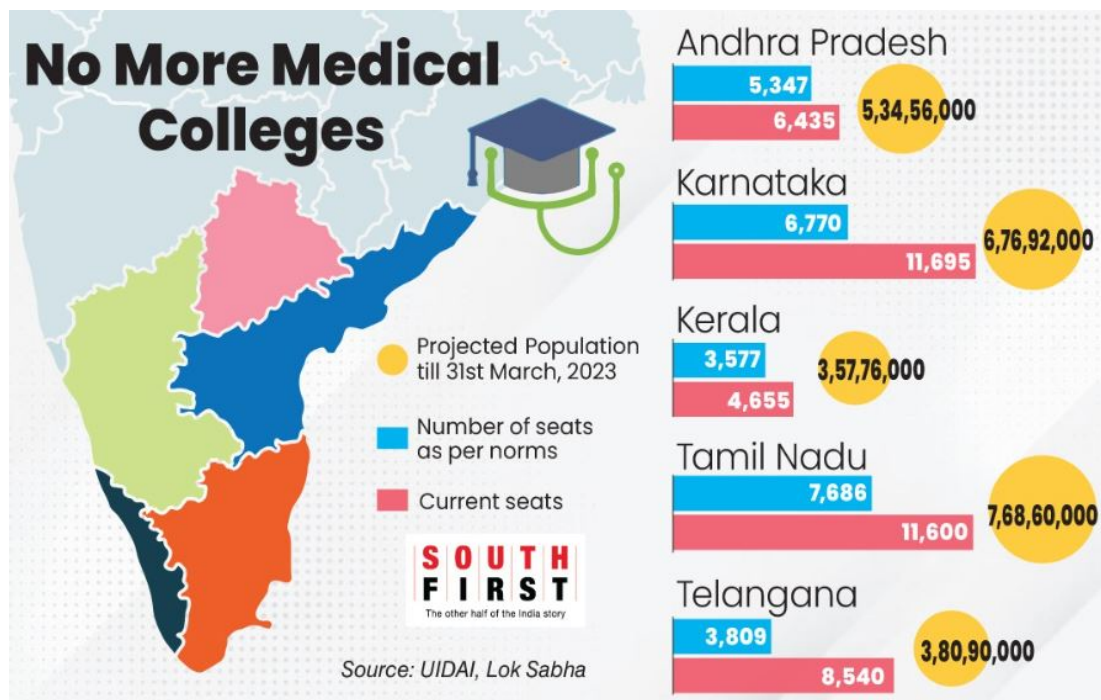 No More Medical
Colleges
Projected Population
till 31st March, 2023
Number of seats
as per norms
Current seats
SOUTH
FIRST
The other half of the India story
Source: UIDAI, Lok Sabha
Andhra Pradesh
5,347
6,435
5,34,56,000
Karnataka
6,770
11,695
6,76,92,000
Kerala
3,577
4,655
3,57,76,000
Tamil Nadu
7,686
11,600
7,68,60,000
Telangana
3,809
8,540
3,80,90,000